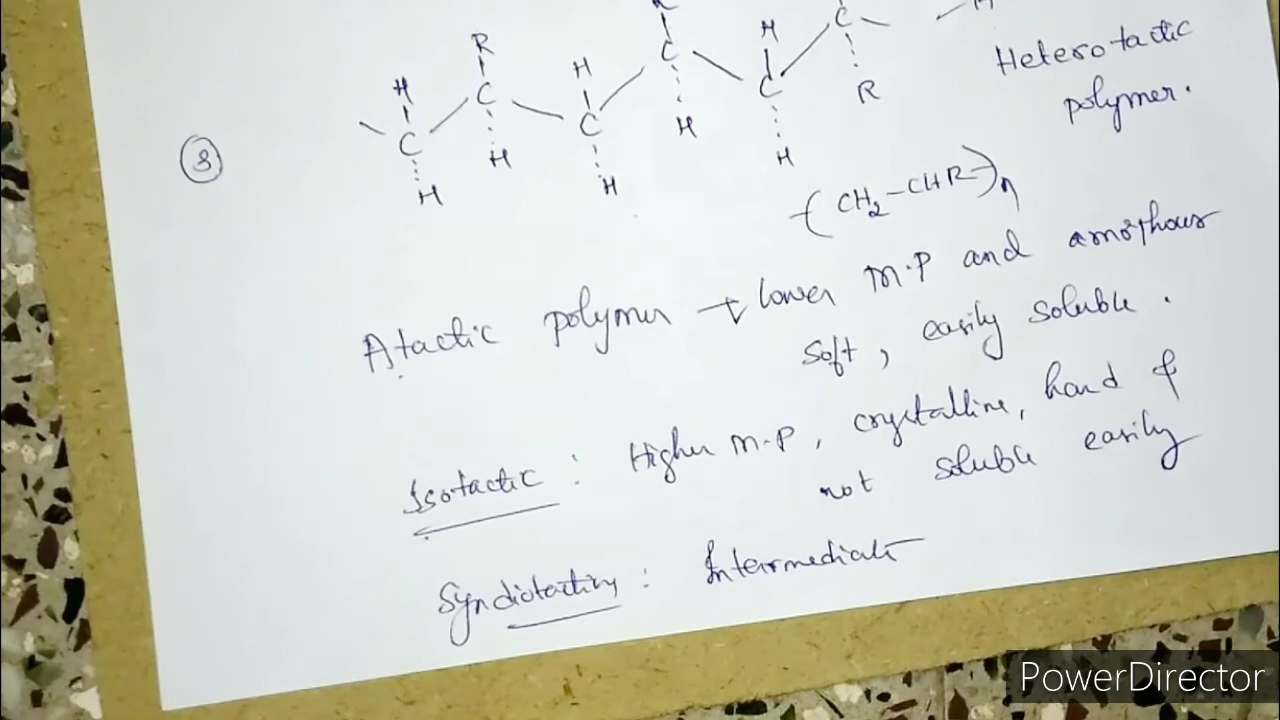 R
H
C
C
H
R
C
H
H
C
H
H
C
H
C
R
H
C
H
H
Heterotactic
polymer.
③
-(CH₂-CHR-)n
Atactic polymer → lower M.P and amorphous
soft, easily soluble.
Isotactic : Higher M.P, crystalline, hard &
not soluble easily
Syndiotactiny : Intermediate
PowerDirector